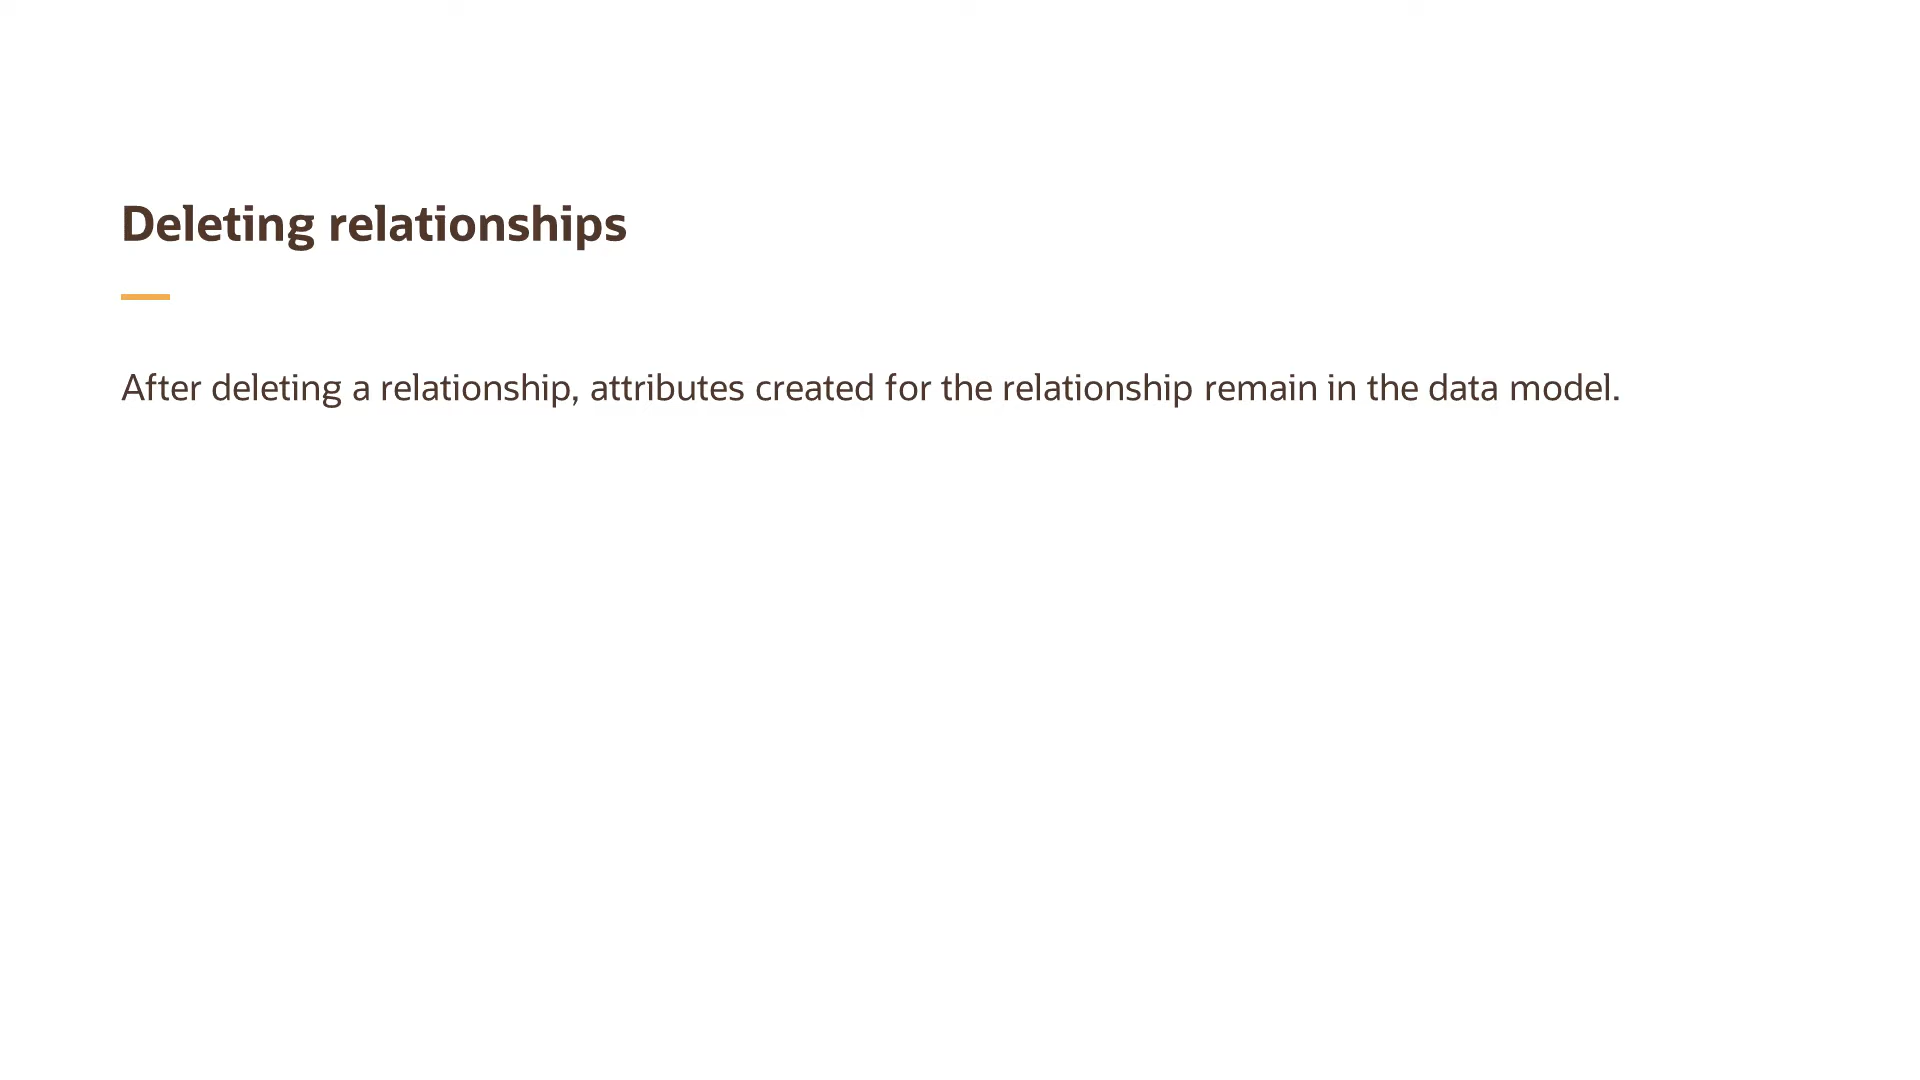 Deleting relationships
After deleting a relationship, attributes created for the relationship remain in the data model.